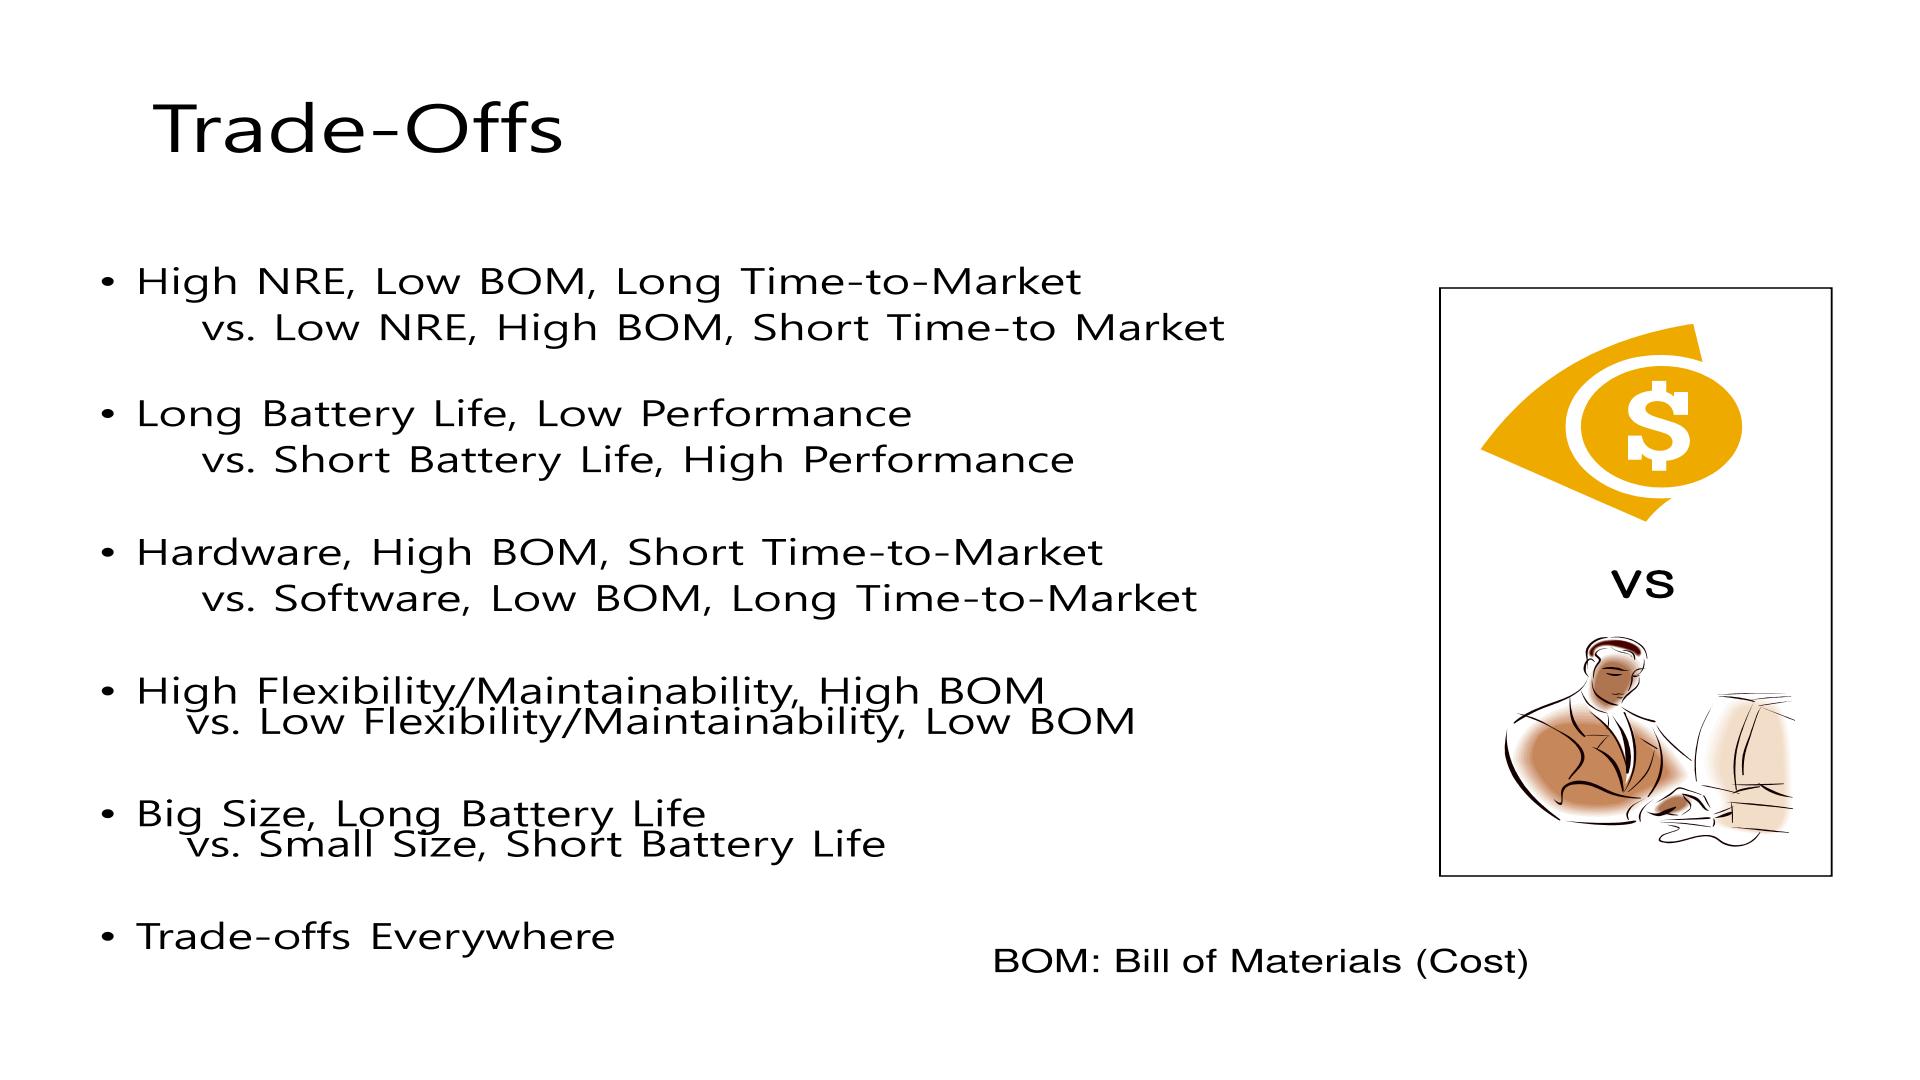 Trade-Offs
• High NRE, Low BOM, Long Time-to-Market
vs. Low NRE, High BOM, Short Time-to Market
• Long Battery Life, Low Performance
vs. Short Battery Life, High Performance
• Hardware, High BOM, Short Time-to-Market
vs. Software, Low BOM, Long Time-to-Market
• High Flexibility/Maintainability, High BOM
vs. Low Flexibility/Maintainability, Low BOM
• Big Size, Long Battery Life
vs. Small Size, Short Battery Life
• Trade-offs Everywhere
$
vs
BOM: Bill of Materials (Cost)